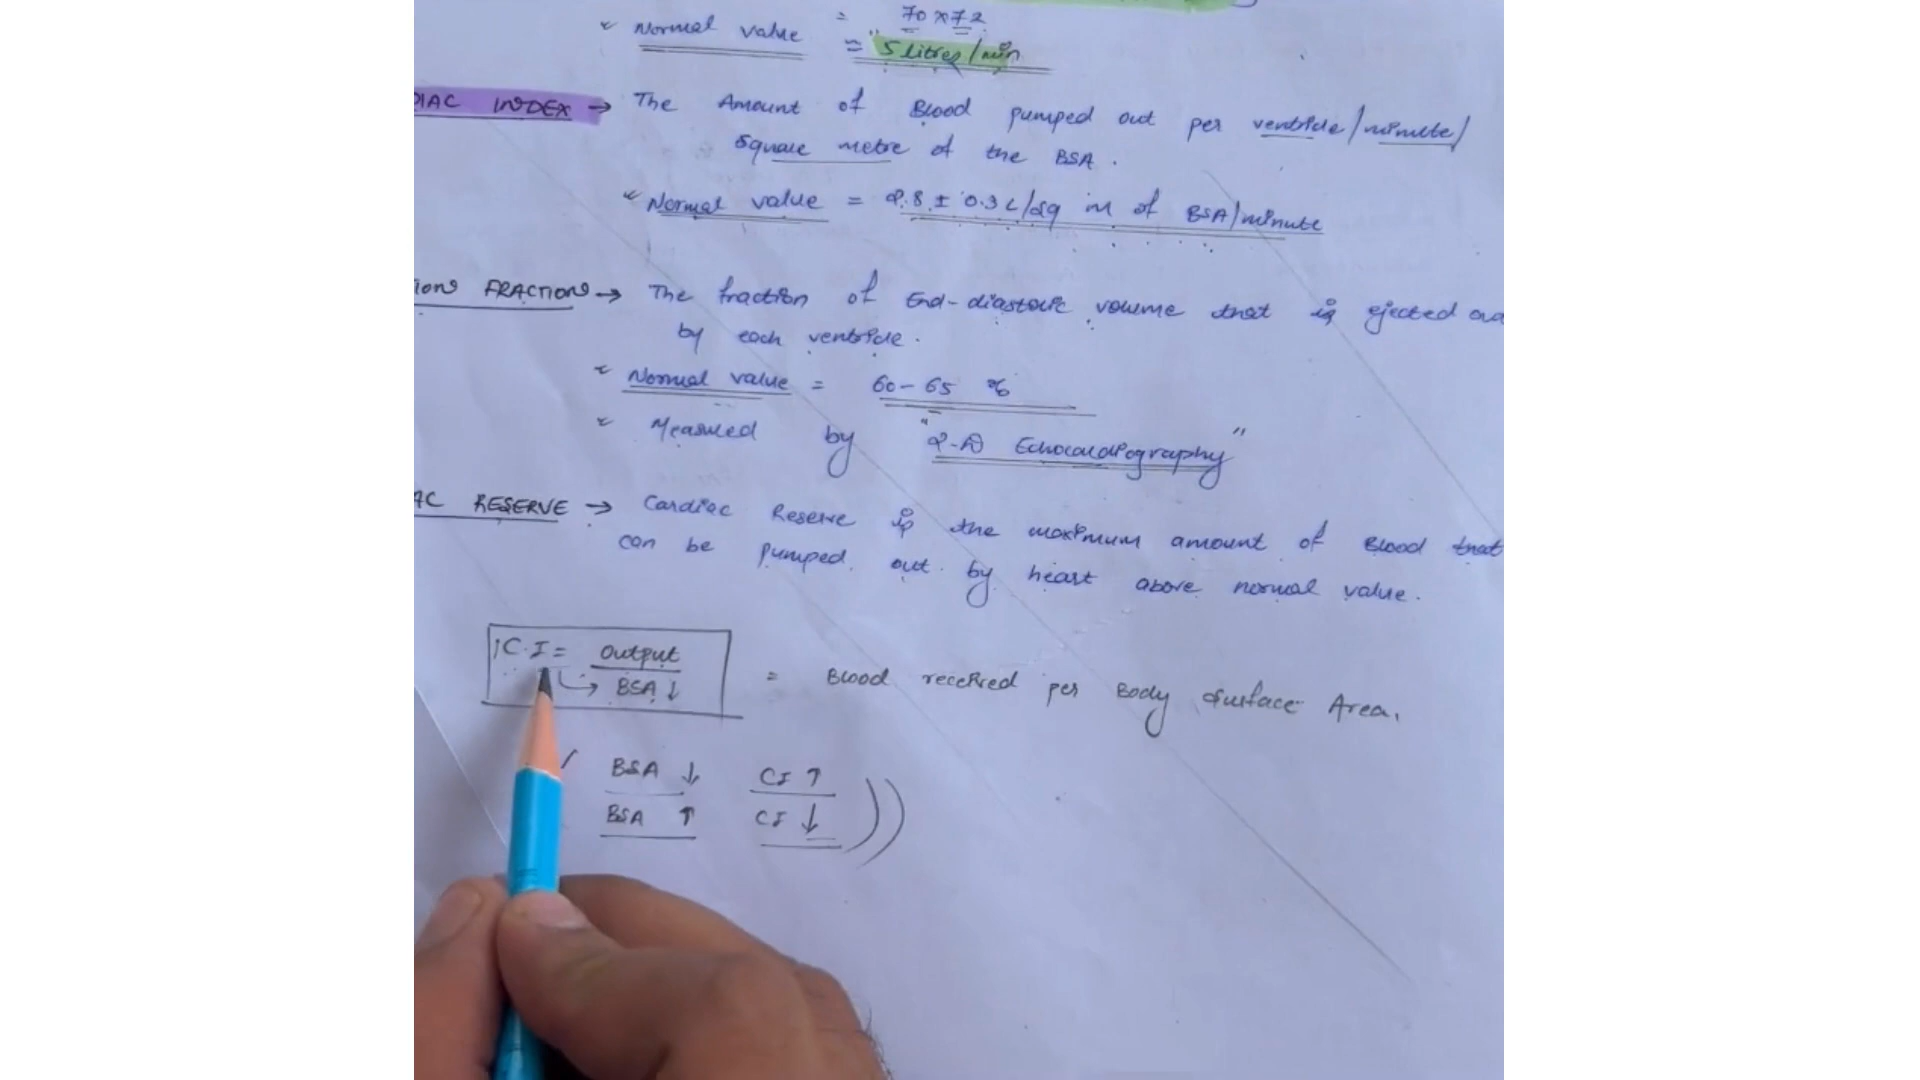 = 70 x 72
Normal value = 5 litres/min
DIAC INDEX → The Amount of Blood pumped out per ventricle/minute/
Square metre of the BSA.
Normal value = 2.8 ± 0.3 L/sq m of BSA/minute
TION FRACTION → The fraction of End-diastolic volume that is ejected out
by each ventricle.
Normal value = 60-65 %
Measured by "2-D Echocardiography"
AC RESERVE → Cardiac Reserve is the maximum amount of Blood that
can be pumped out by heart above normal value.
C.I = Output
BSA ↓ = Blood received per Body Surface Area.
BSA ↓ CI ↑
BSA ↑ CI ↓